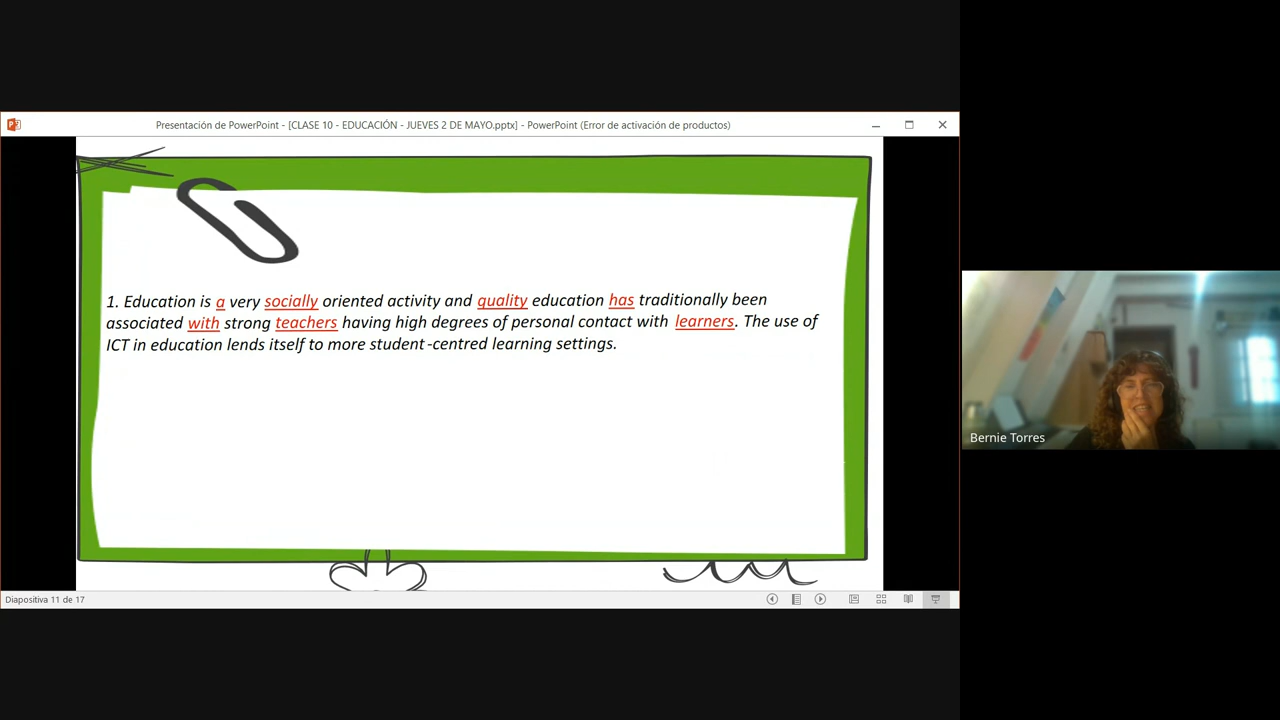 Presentación de PowerPoint - [CLASE 10 - EDUCACIÓN - JUEVES 2 DE MAYO.pptx] - PowerPoint (Error de activación de productos)
1. Education is a very socially oriented activity and quality education has traditionally been
associated with strong teachers having high degrees of personal contact with learners. The use of
ICT in education lends itself to more student-centred learning settings.
Bernie Torres
Diapositiva 11 de 17